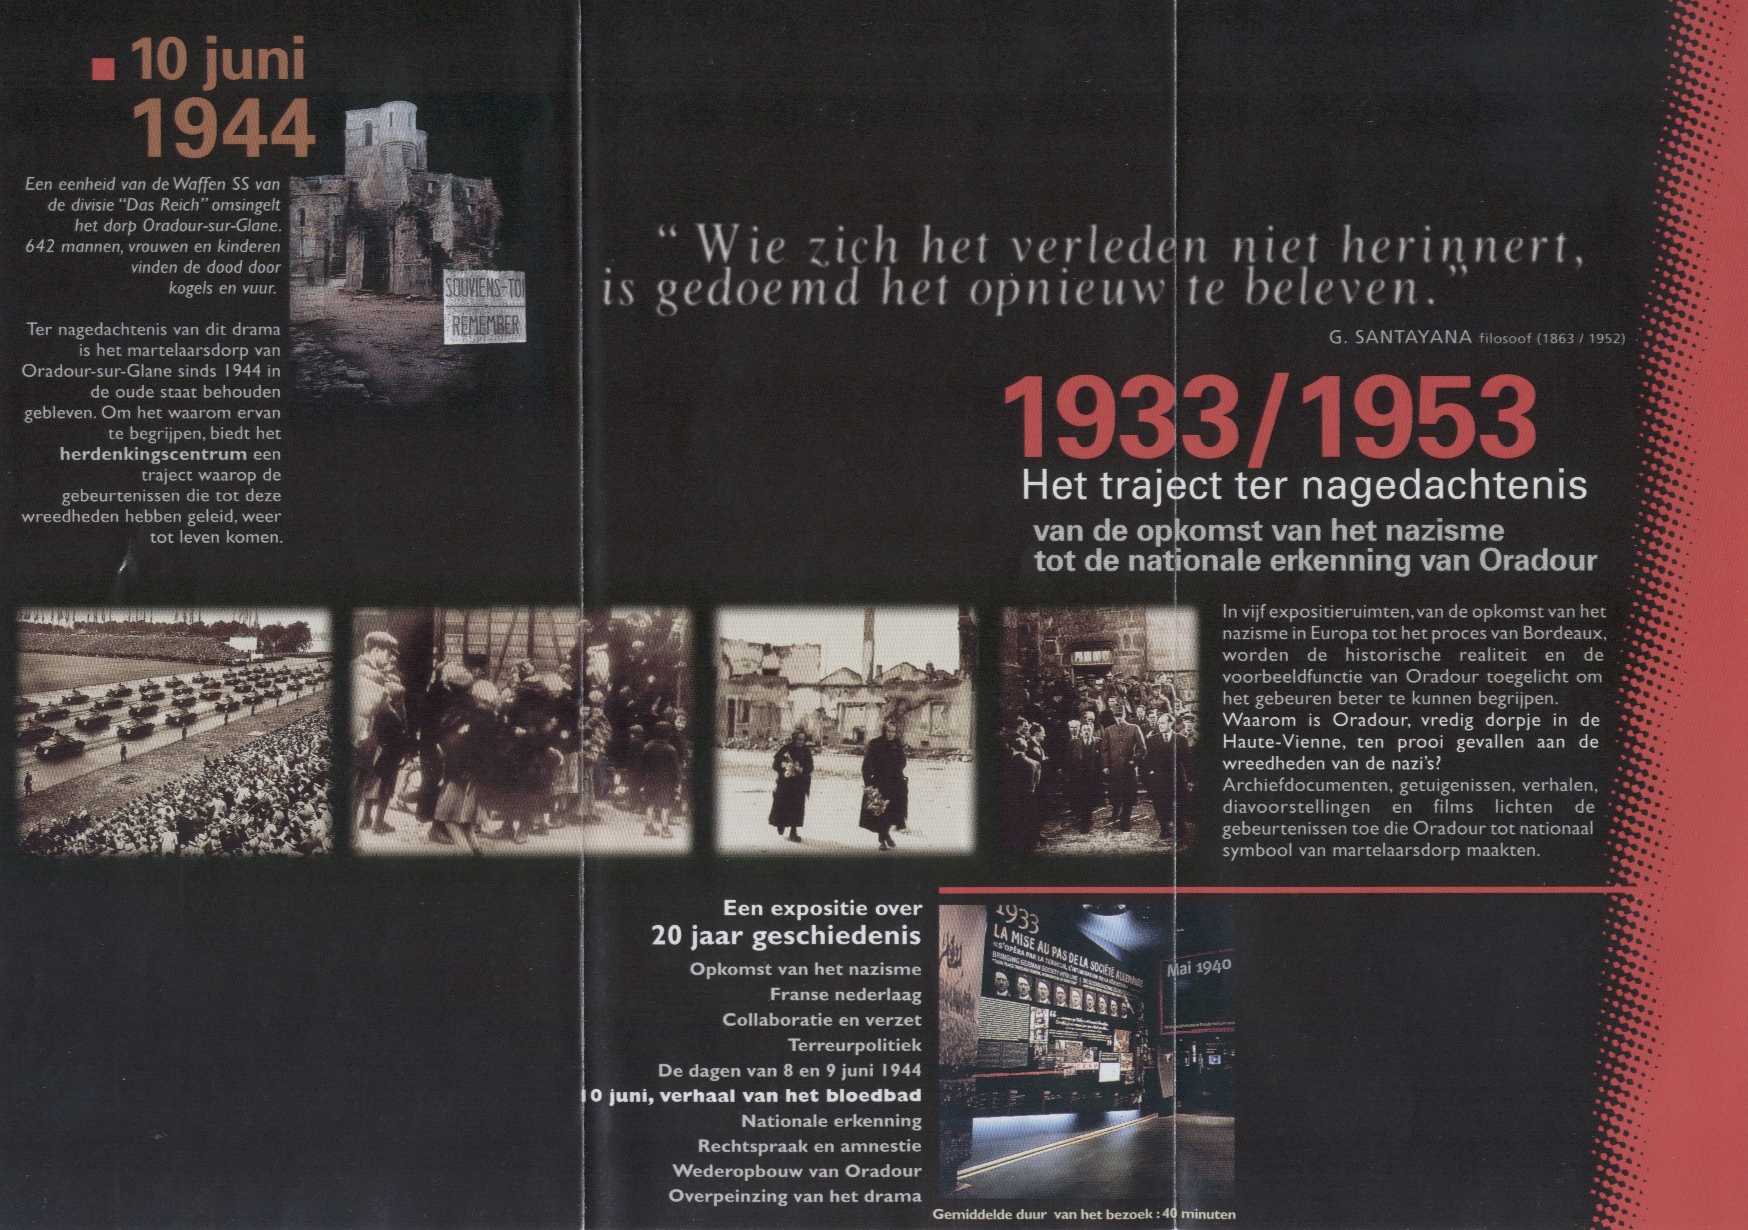 10 juni
1944
Een eenheid van de Waffen SS van
de divisie “Das Reich” omsingelt
het dorp Oradour-sur-Glane.
642 mannen, vrouwen en kinderen
vinden de dood door
kogels en vuur.
Ter nagedachtenis van dit drama
is het martelaarsdorp van
Oradour-sur-Glane sinds 1944 in
de oude staat behouden
gebleven. Om het waarom ervan
te begrijpen, biedt het
herdenkingscentrum een
traject waarop de
gebeurtenissen die tot deze
wreedheden hebben geleid, weer
tot leven komen.
SOUVIENS-TOI
REMEMBER
“ Wie zich het verleden niet herinnert,
is gedoemd het opnieuw te beleven.”
G. SANTAYANA filosoof (1863 / 1952)
1933/1953
Het traject ter nagedachtenis
van de opkomst van het nazisme
tot de nationale erkenning van Oradour
In vijf expositieruimten, van de opkomst van het
nazisme in Europa tot het proces van Bordeaux,
worden de historische realiteit en de
voorbeeldfunctie van Oradour toegelicht om
het gebeuren beter te kunnen begrijpen.
Waarom is Oradour, vredig dorpje in de
Haute-Vienne, ten prooi gevallen aan de
wreedheden van de nazi's?
Archiefdocumenten, getuigenissen, verhalen,
diavoorstellingen en films lichten de
gebeurtenissen toe die Oradour tot nationaal
symbool van martelaarsdorp maakten.
Een expositie over
20 jaar geschiedenis
Opkomst van het nazisme
Franse nederlaag
Collaboratie en verzet
Terreurpolitiek
De dagen van 8 en 9 juni 1944
10 juni, verhaal van het bloedbad
Nationale erkenning
Rechtspraak en amnestie
Wederopbouw van Oradour
Overpeinzing van het drama
1933
LA MISE AU PAS DE LA SOCIÉTÉ ALLEMANDE
Mai 1940
Gemiddelde duur van het bezoek : 40 minuten